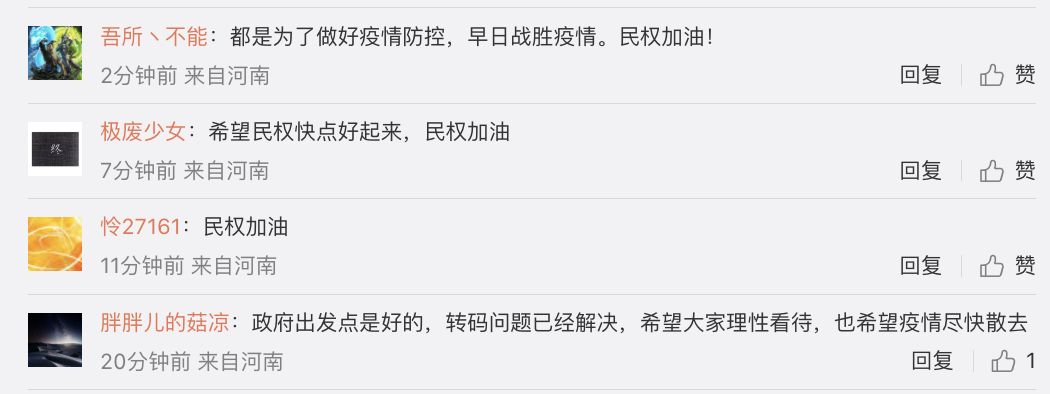 吾所丶不能：都是为了做好疫情防控，早日战胜疫情。民权加油！
2分钟前 来自河南
回复 赞
终
极废少女：希望民权快点好起来，民权加油
7分钟前 来自河南
回复 赞
怜27161：民权加油
11分钟前 来自河南
回复 赞
胖胖儿的菇凉：政府出发点是好的，转码问题已经解决，希望大家理性看待，也希望疫情尽快散去
20分钟前 来自河南
回复 1